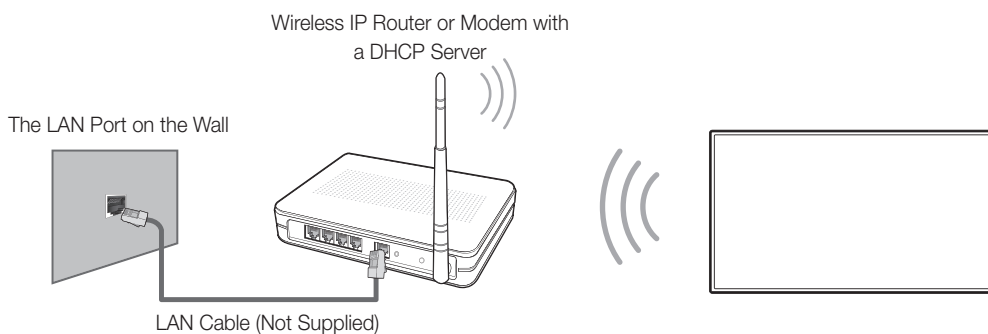 Wireless IP Router or Modem with
a DHCP Server
The LAN Port on the Wall
LAN Cable (Not Supplied)